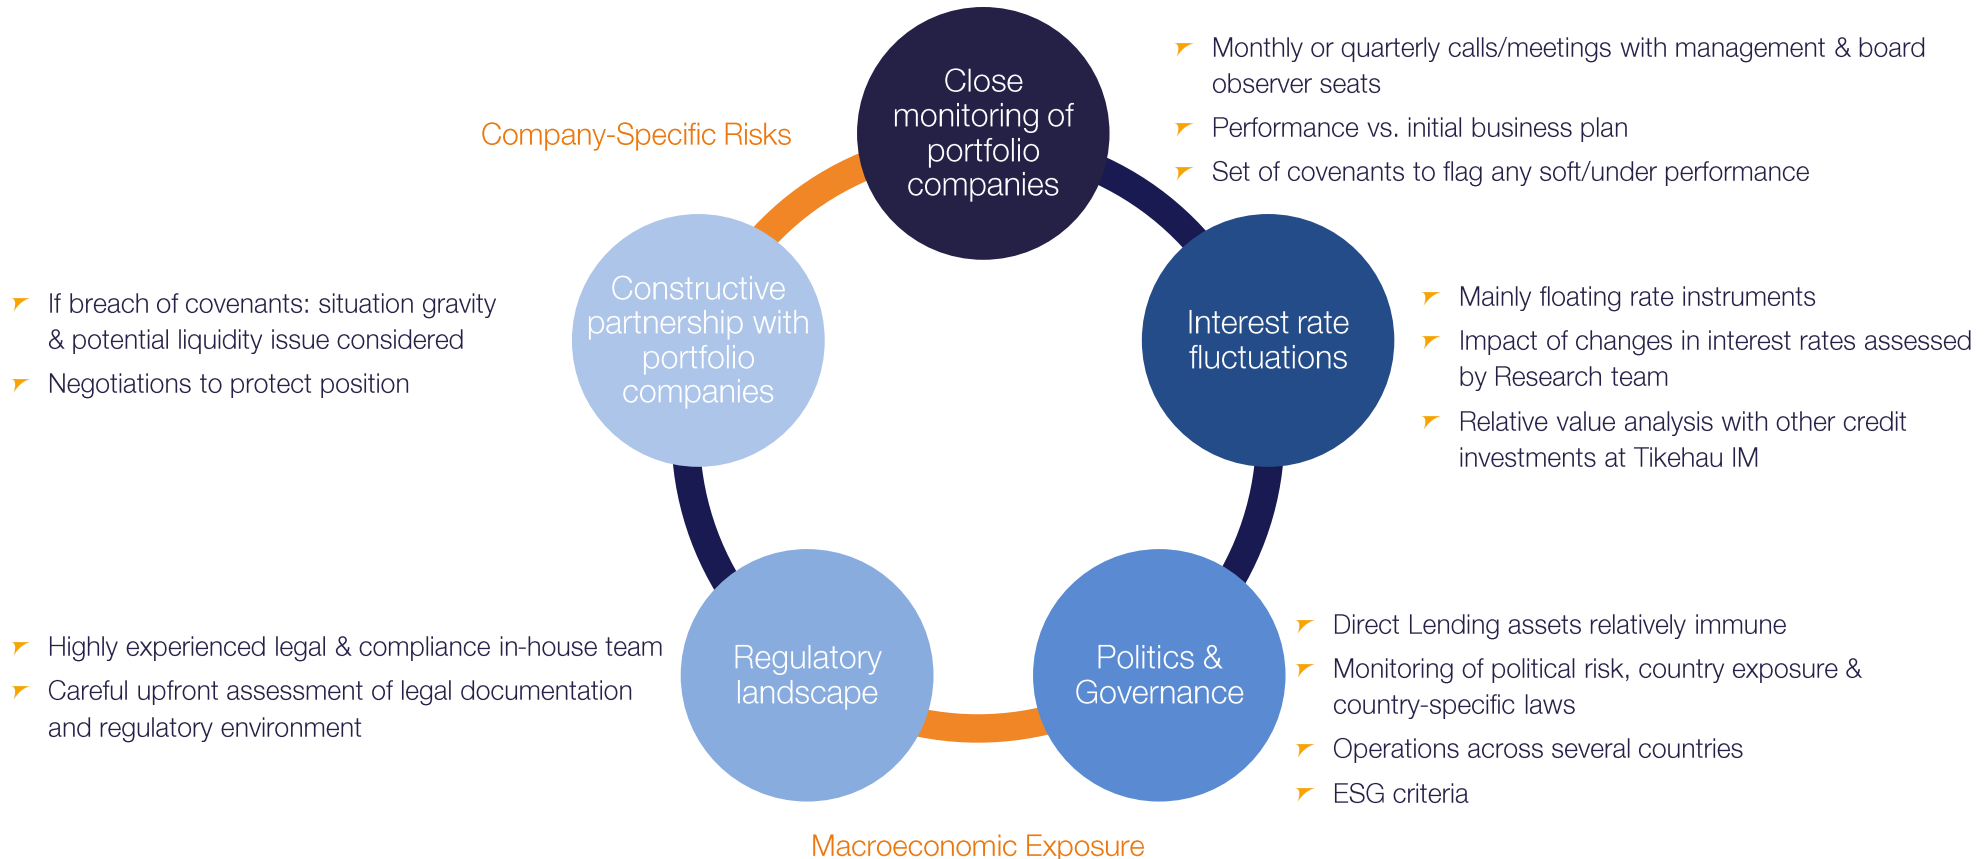 Close
monitoring of
portfolio
companies
Monthly or quarterly calls/meetings with management & board
observer seats
Performance vs. initial business plan
Set of covenants to flag any soft/under performance
Company-Specific Risks
Constructive
partnership with
portfolio
companies
If breach of covenants: situation gravity
& potential liquidity issue considered
Negotiations to protect position
Interest rate
fluctuations
Mainly floating rate instruments
Impact of changes in interest rates assessed
by Research team
Relative value analysis with other credit
investments at Tikehau IM
Regulatory
landscape
Highly experienced legal & compliance in-house team
Careful upfront assessment of legal documentation
and regulatory environment
Politics &
Governance
Direct Lending assets relatively immune
Monitoring of political risk, country exposure &
country-specific laws
Operations across several countries
ESG criteria
Macroeconomic Exposure